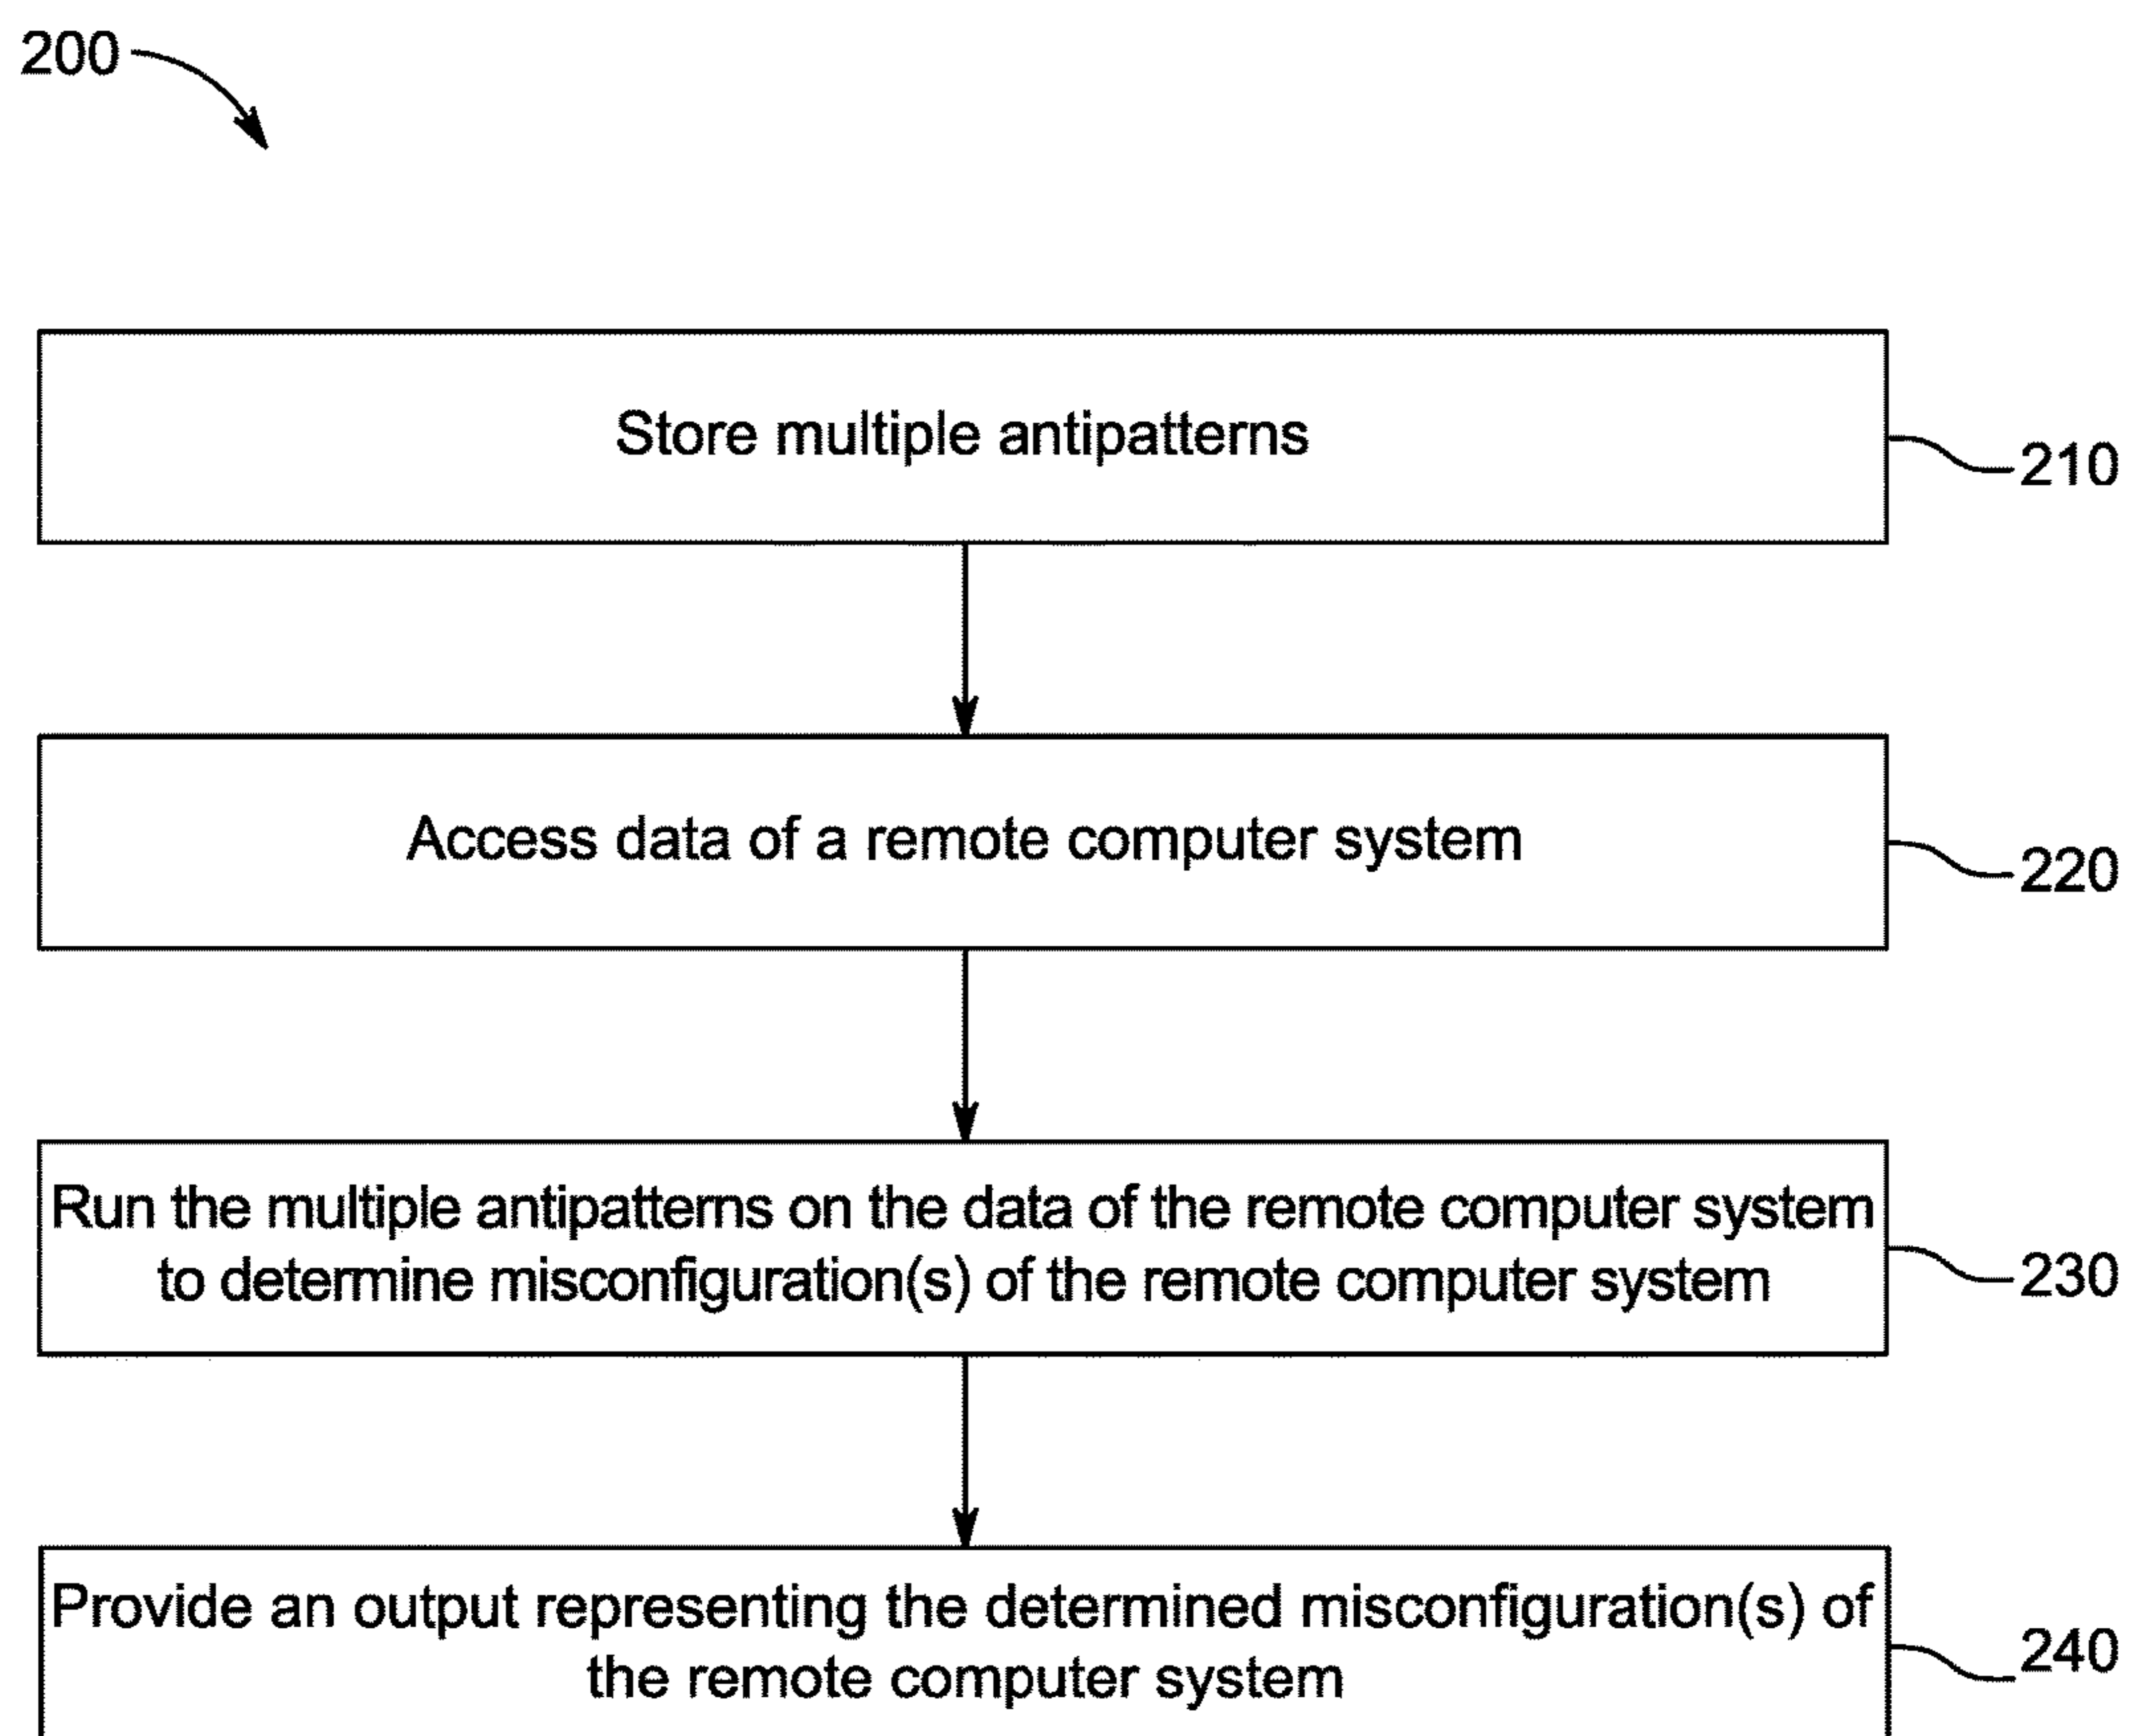 200
Store multiple antipatterns
210
Access data of a remote computer system
220
Run the multiple antipatterns on the data of the remote computer system
to determine misconfiguration(s) of the remote computer system
230
Provide an output representing the determined misconfiguration(s) of
the remote computer system
240